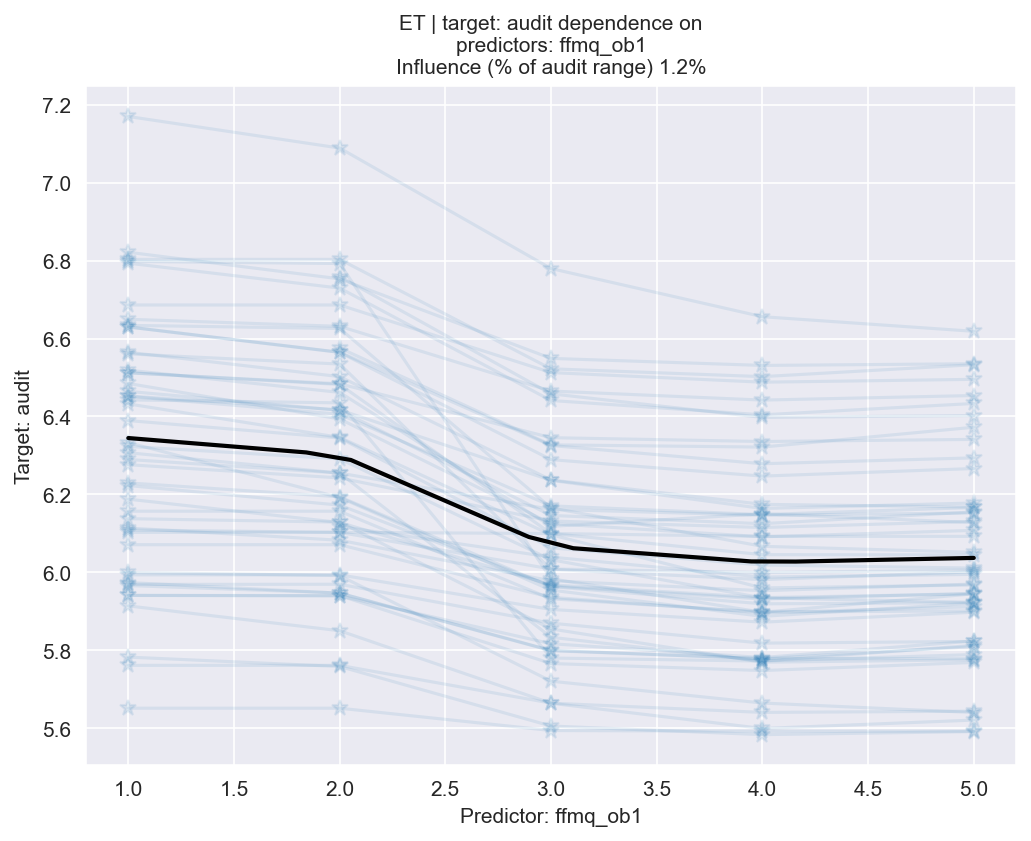 ET | target: audit dependence on
predictors: ffmq_ob1
Influence (% of audit range) 1.2%
7.2
7.0
6.8
6.6
6.4
6.2
6.0
5.8
5.6
Target: audit
1.0 1.5 2.0 2.5 3.0 3.5 4.0 4.5 5.0
Predictor: ffmq_ob1